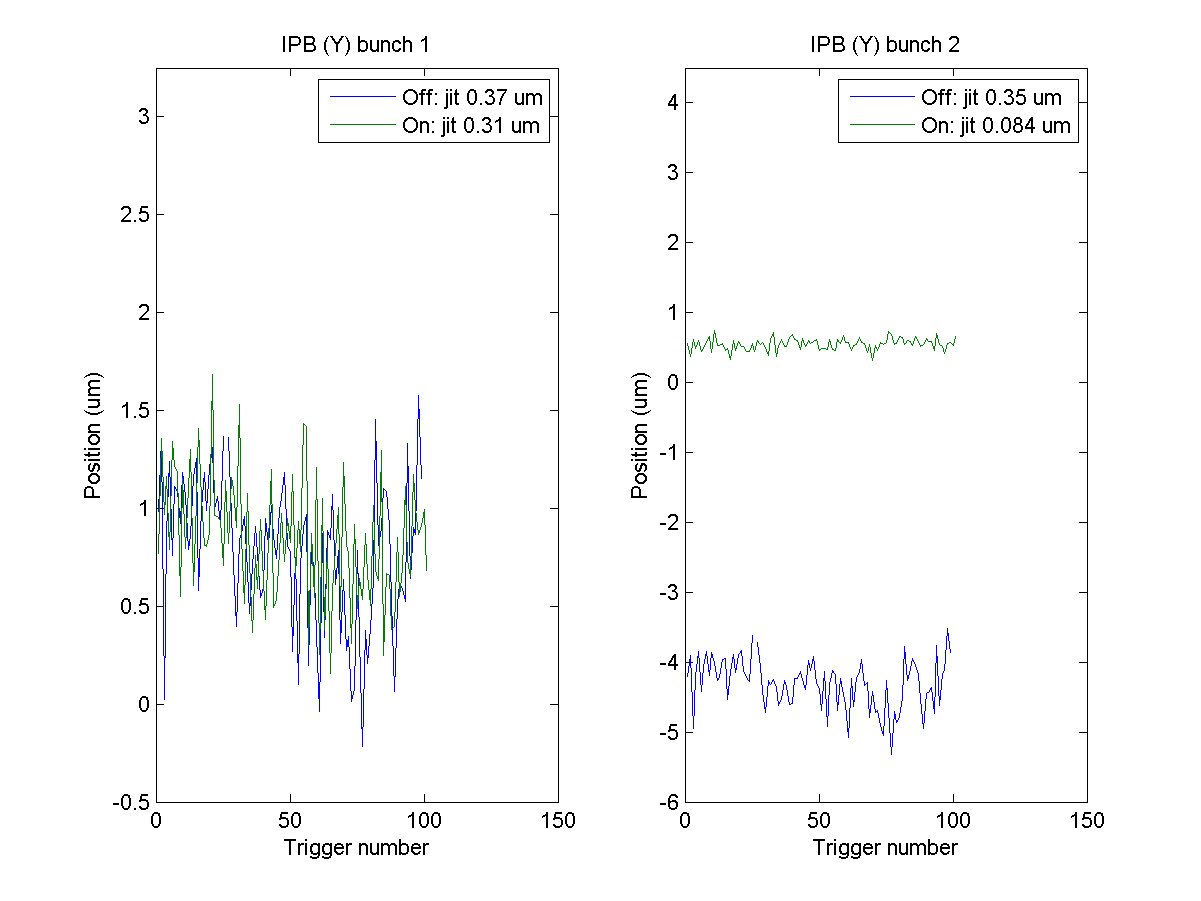 IPB (Y) bunch 1
Off: jit 0.37 um
On: jit 0.31 um
3
2.5
2
1.5
1
0.5
0
-0.5
Position (um)
0 50 100 150
Trigger number
IPB (Y) bunch 2
Off: jit 0.35 um
On: jit 0.084 um
4
3
2
1
0
-1
-2
-3
-4
-5
-6
Position (um)
0 50 100 150
Trigger number